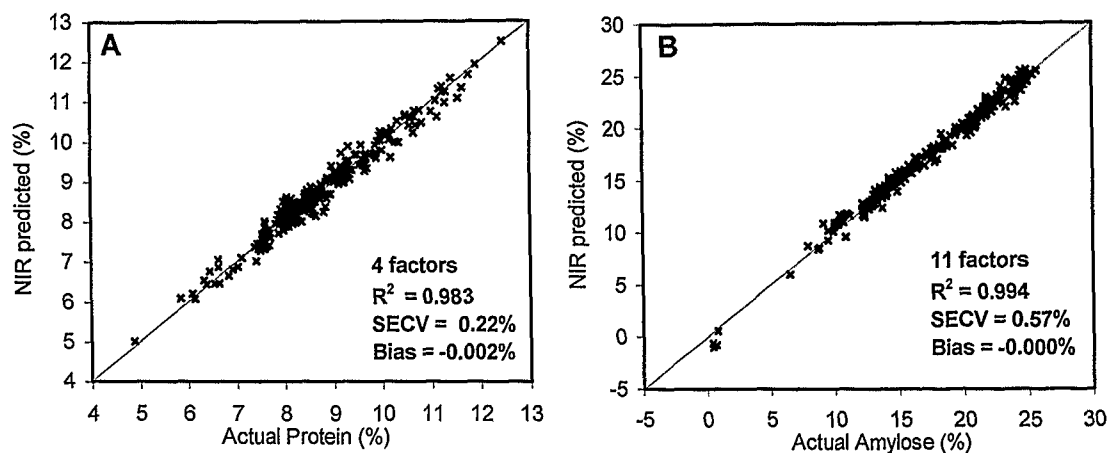 A
NIR predicted (%)
13
12
11
10
9
8
7
6
5
4
4 5 6 7 8 9 10 11 12 13
Actual Protein (%)
4 factors
R² = 0.983
SECV = 0.22%
Bias = -0.002%
B
NIR predicted (%)
30
25
20
15
10
5
0
-5
-5 0 5 10 15 20 25 30
Actual Amylose (%)
11 factors
R² = 0.994
SECV = 0.57%
Bias = -0.000%